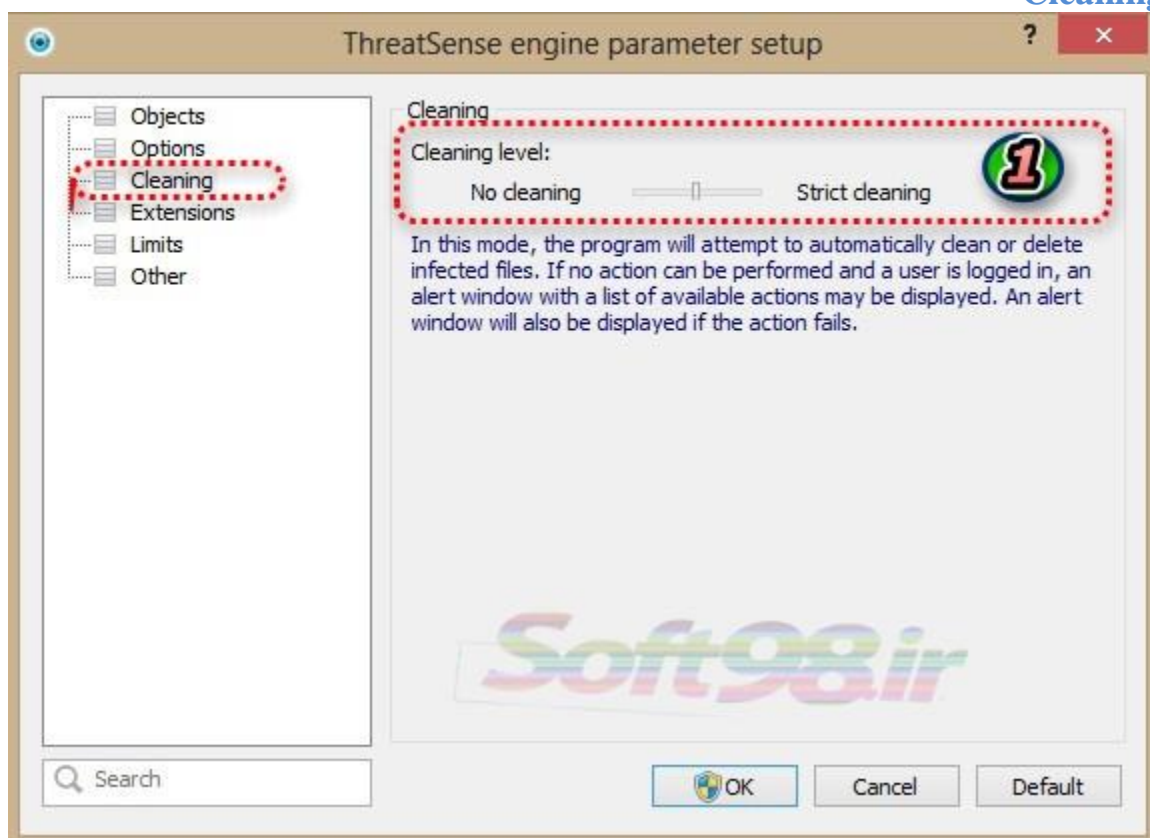 Cleaning
ThreatSense engine parameter setup ? ×
Objects
Options
Cleaning
Extensions
Limits
Other
Search
Cleaning
Cleaning level:
No cleaning Strict cleaning
1
In this mode, the program will attempt to automatically clean or delete
infected files. If no action can be performed and a user is logged in, an
alert window with a list of available actions may be displayed. An alert
window will also be displayed if the action fails.
Soft98.ir
OK Cancel Default